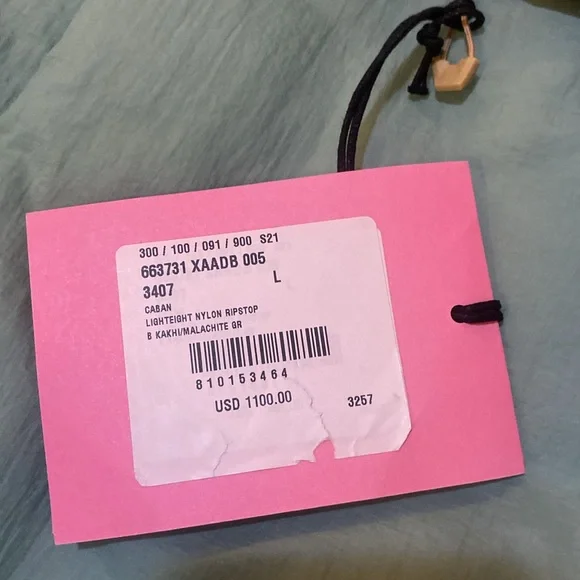 300 / 100 / 091 / 900 S21
663731 XAADB 005
3407 L
CABAN
LIGHTEIGHT NYLON RIPSTOP
B KAKHI/MALACHITE GR
810153464
USD 1100.00 3257